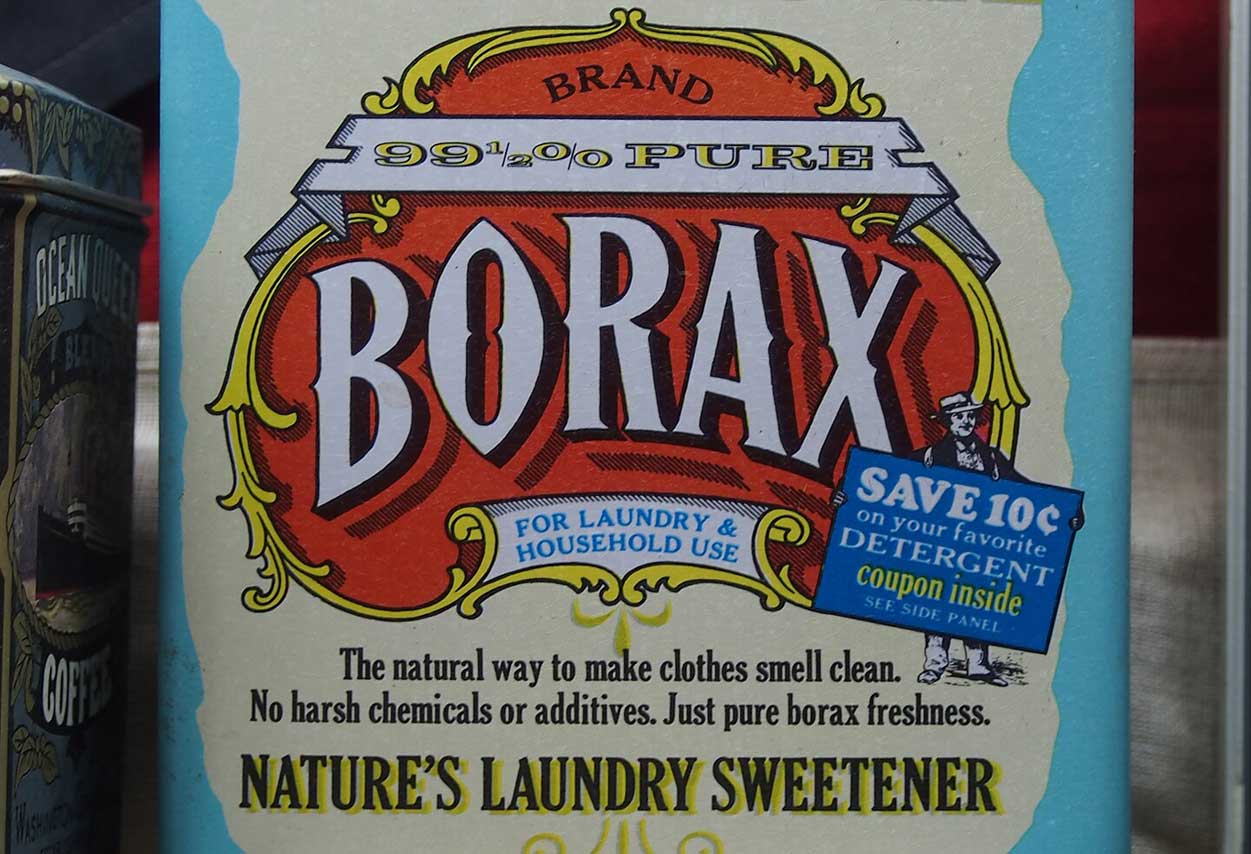 BRAND
99½% PURE
BORAX
FOR LAUNDRY &
HOUSEHOLD USE
SAVE 10¢
on your favorite
DETERGENT
coupon inside
SEE SIDE PANEL
The natural way to make clothes smell clean.
No harsh chemicals or additives. Just pure borax freshness.
NATURE'S LAUNDRY SWEETENER
OCEAN QUEEN
COFFEE